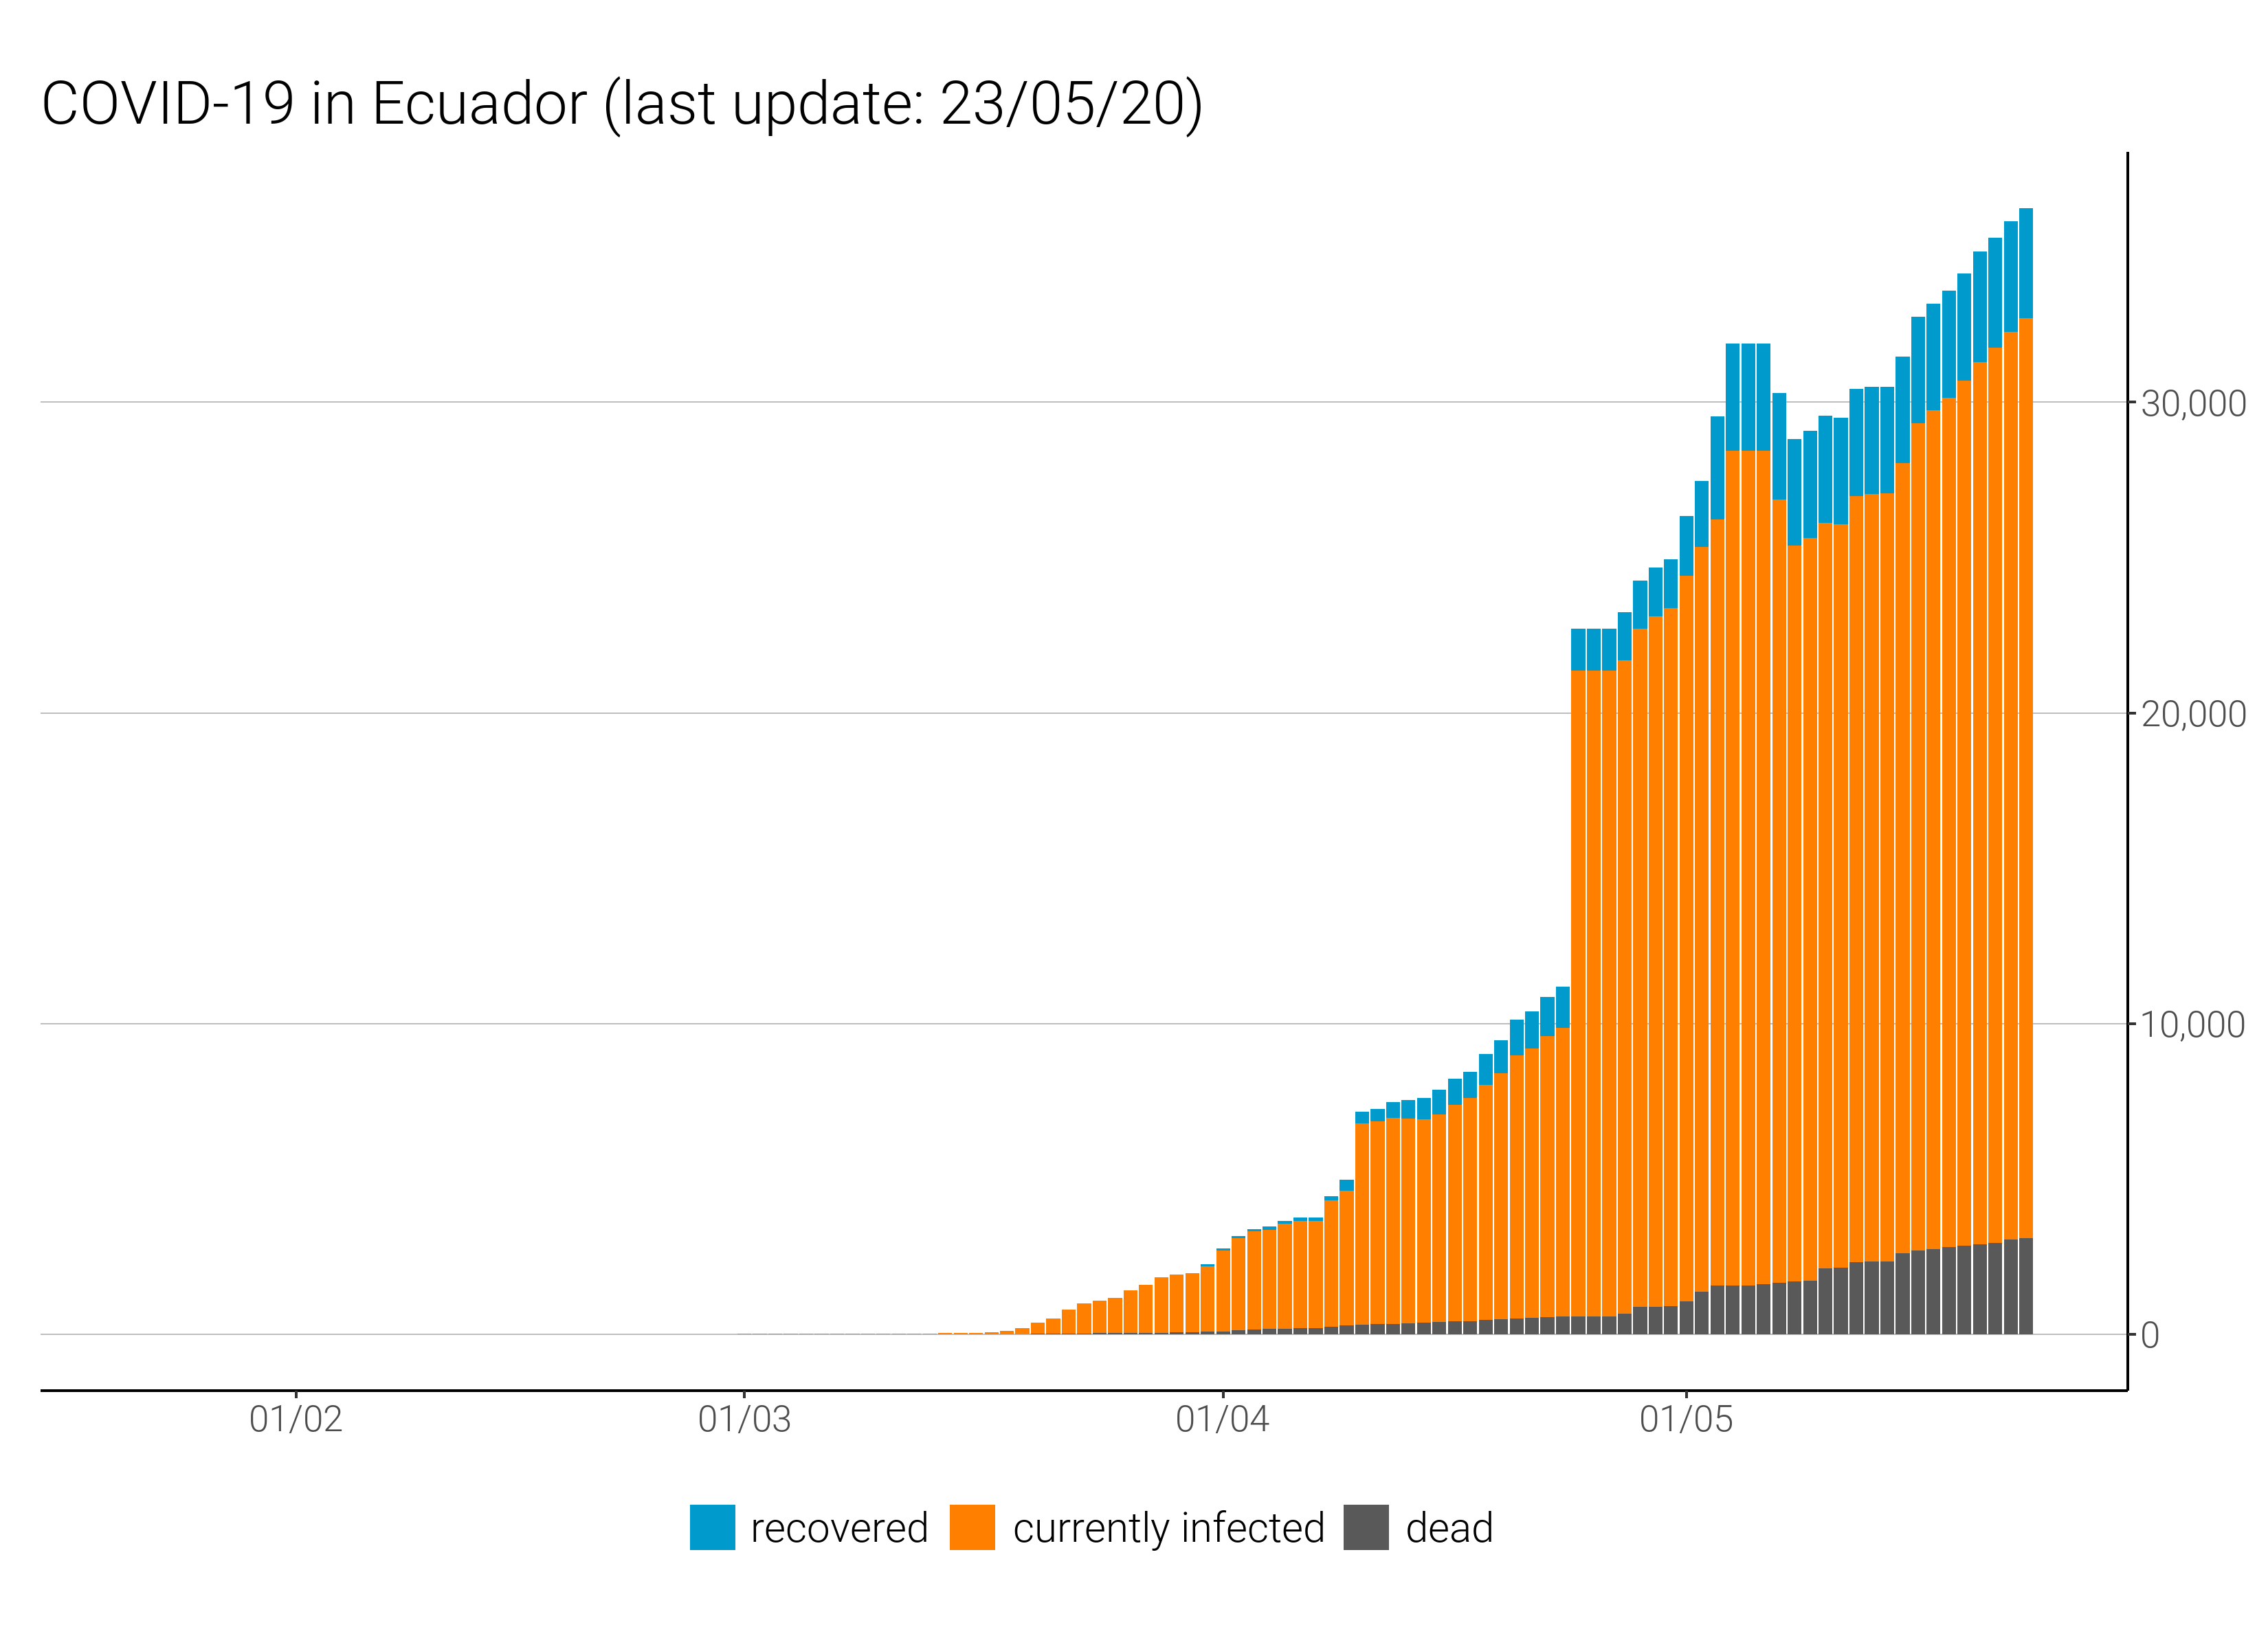 COVID-19 in Ecuador (last update: 23/05/20)
30,000
20,000
10,000
0
01/02 01/03 01/04 01/05
recovered currently infected dead